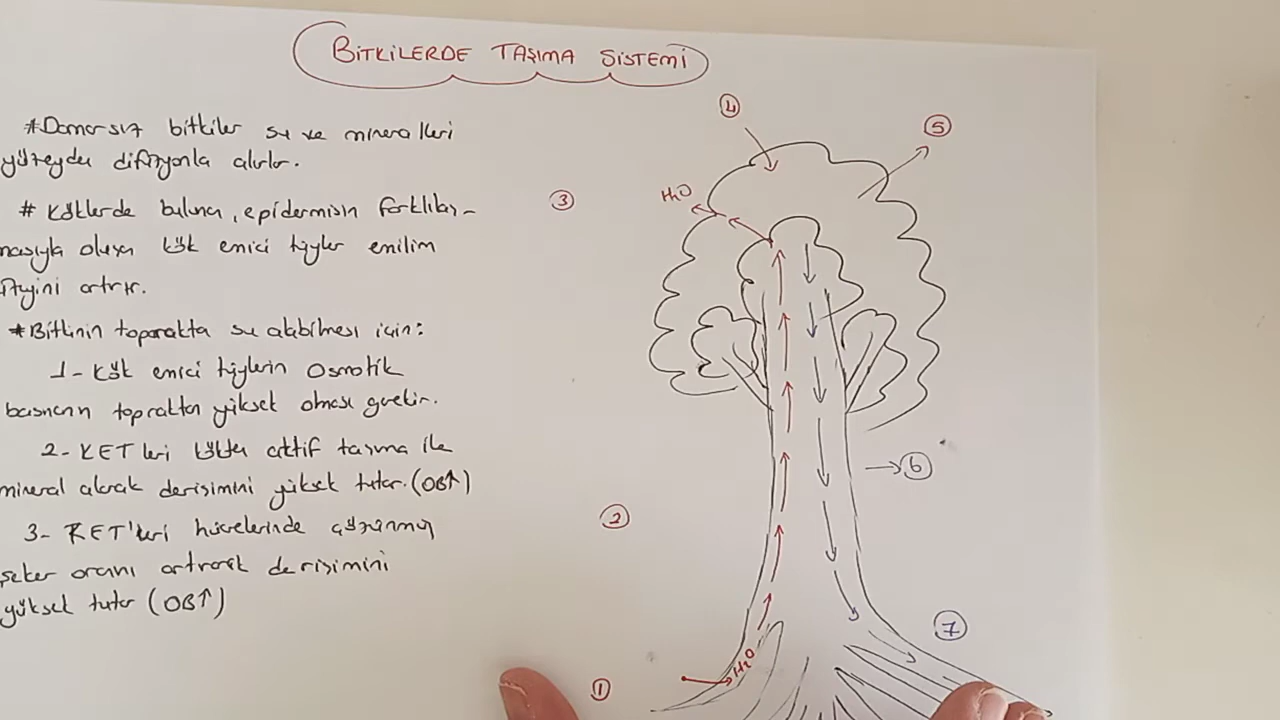 BİTKİLERDE TAŞIMA SİSTEMİ
*Damarsız bitkiler su ve mineralleri
yüzeyden difüzyonla alırlar.
# Köklerde bulunan, epidermisin farklılaş-
masıyla oluşan kök emici tüyler emilim
yüzeyini artırır.
*Bitkinin topraktan su alabilmesi için:
1- Kök emici tüylerin Osmotik
basıncının topraktan yüksek olması gerekir.
2- KET leri kökten aktif taşıma ile
mineral alarak derişimini yüksek tutar. (OB↑)
3- KET'leri hücrelerinde çözünmüş
şeker oranı artırarak derişimini
yüksek tutar (OB↑)
4
5
3
H₂O
6
2
7
H₂O
1